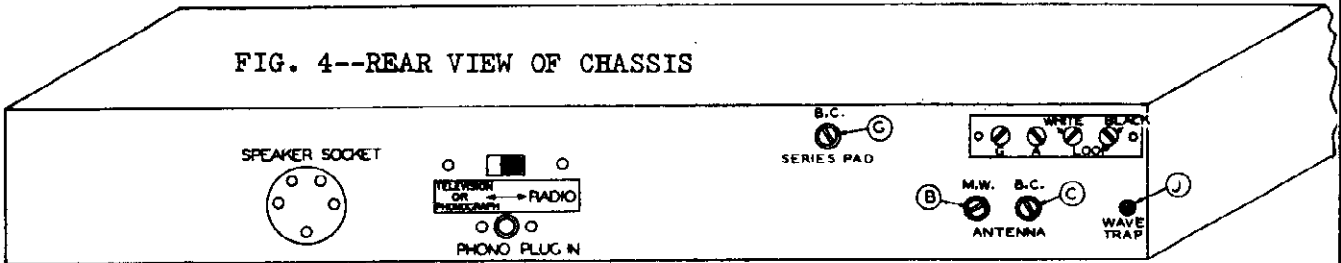 FIG. 4--REAR VIEW OF CHASSIS
SPEAKER SOCKET
TELEVISION
OR
PHONOGRAPH
RADIO
PHONO PLUG IN
B.C.
G
SERIES PAD
WHITE
BLACK
G
A
LOOP
B
M.W.
B.C.
C
ANTENNA
J
WAVE
TRAP